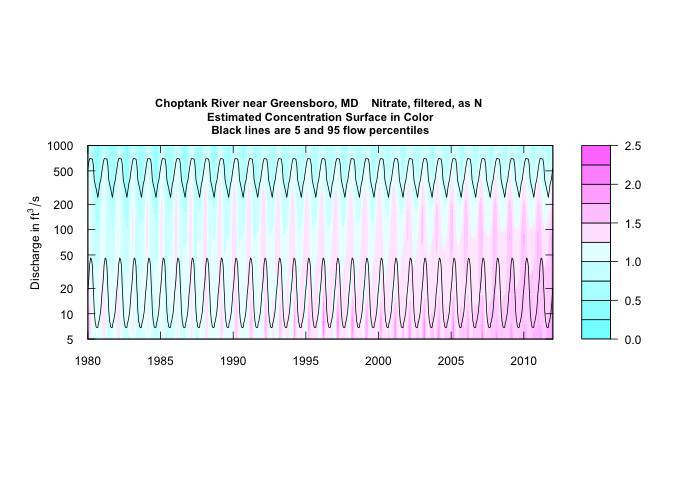 Choptank River near Greensboro, MD Nitrate, filtered, as N
Estimated Concentration Surface in Color
Black lines are 5 and 95 flow percentiles
Discharge in ft³/s
1000
500
200
100
50
20
10
5
1980 1985 1990 1995 2000 2005 2010
2.5
2.0
1.5
1.0
0.5
0.0